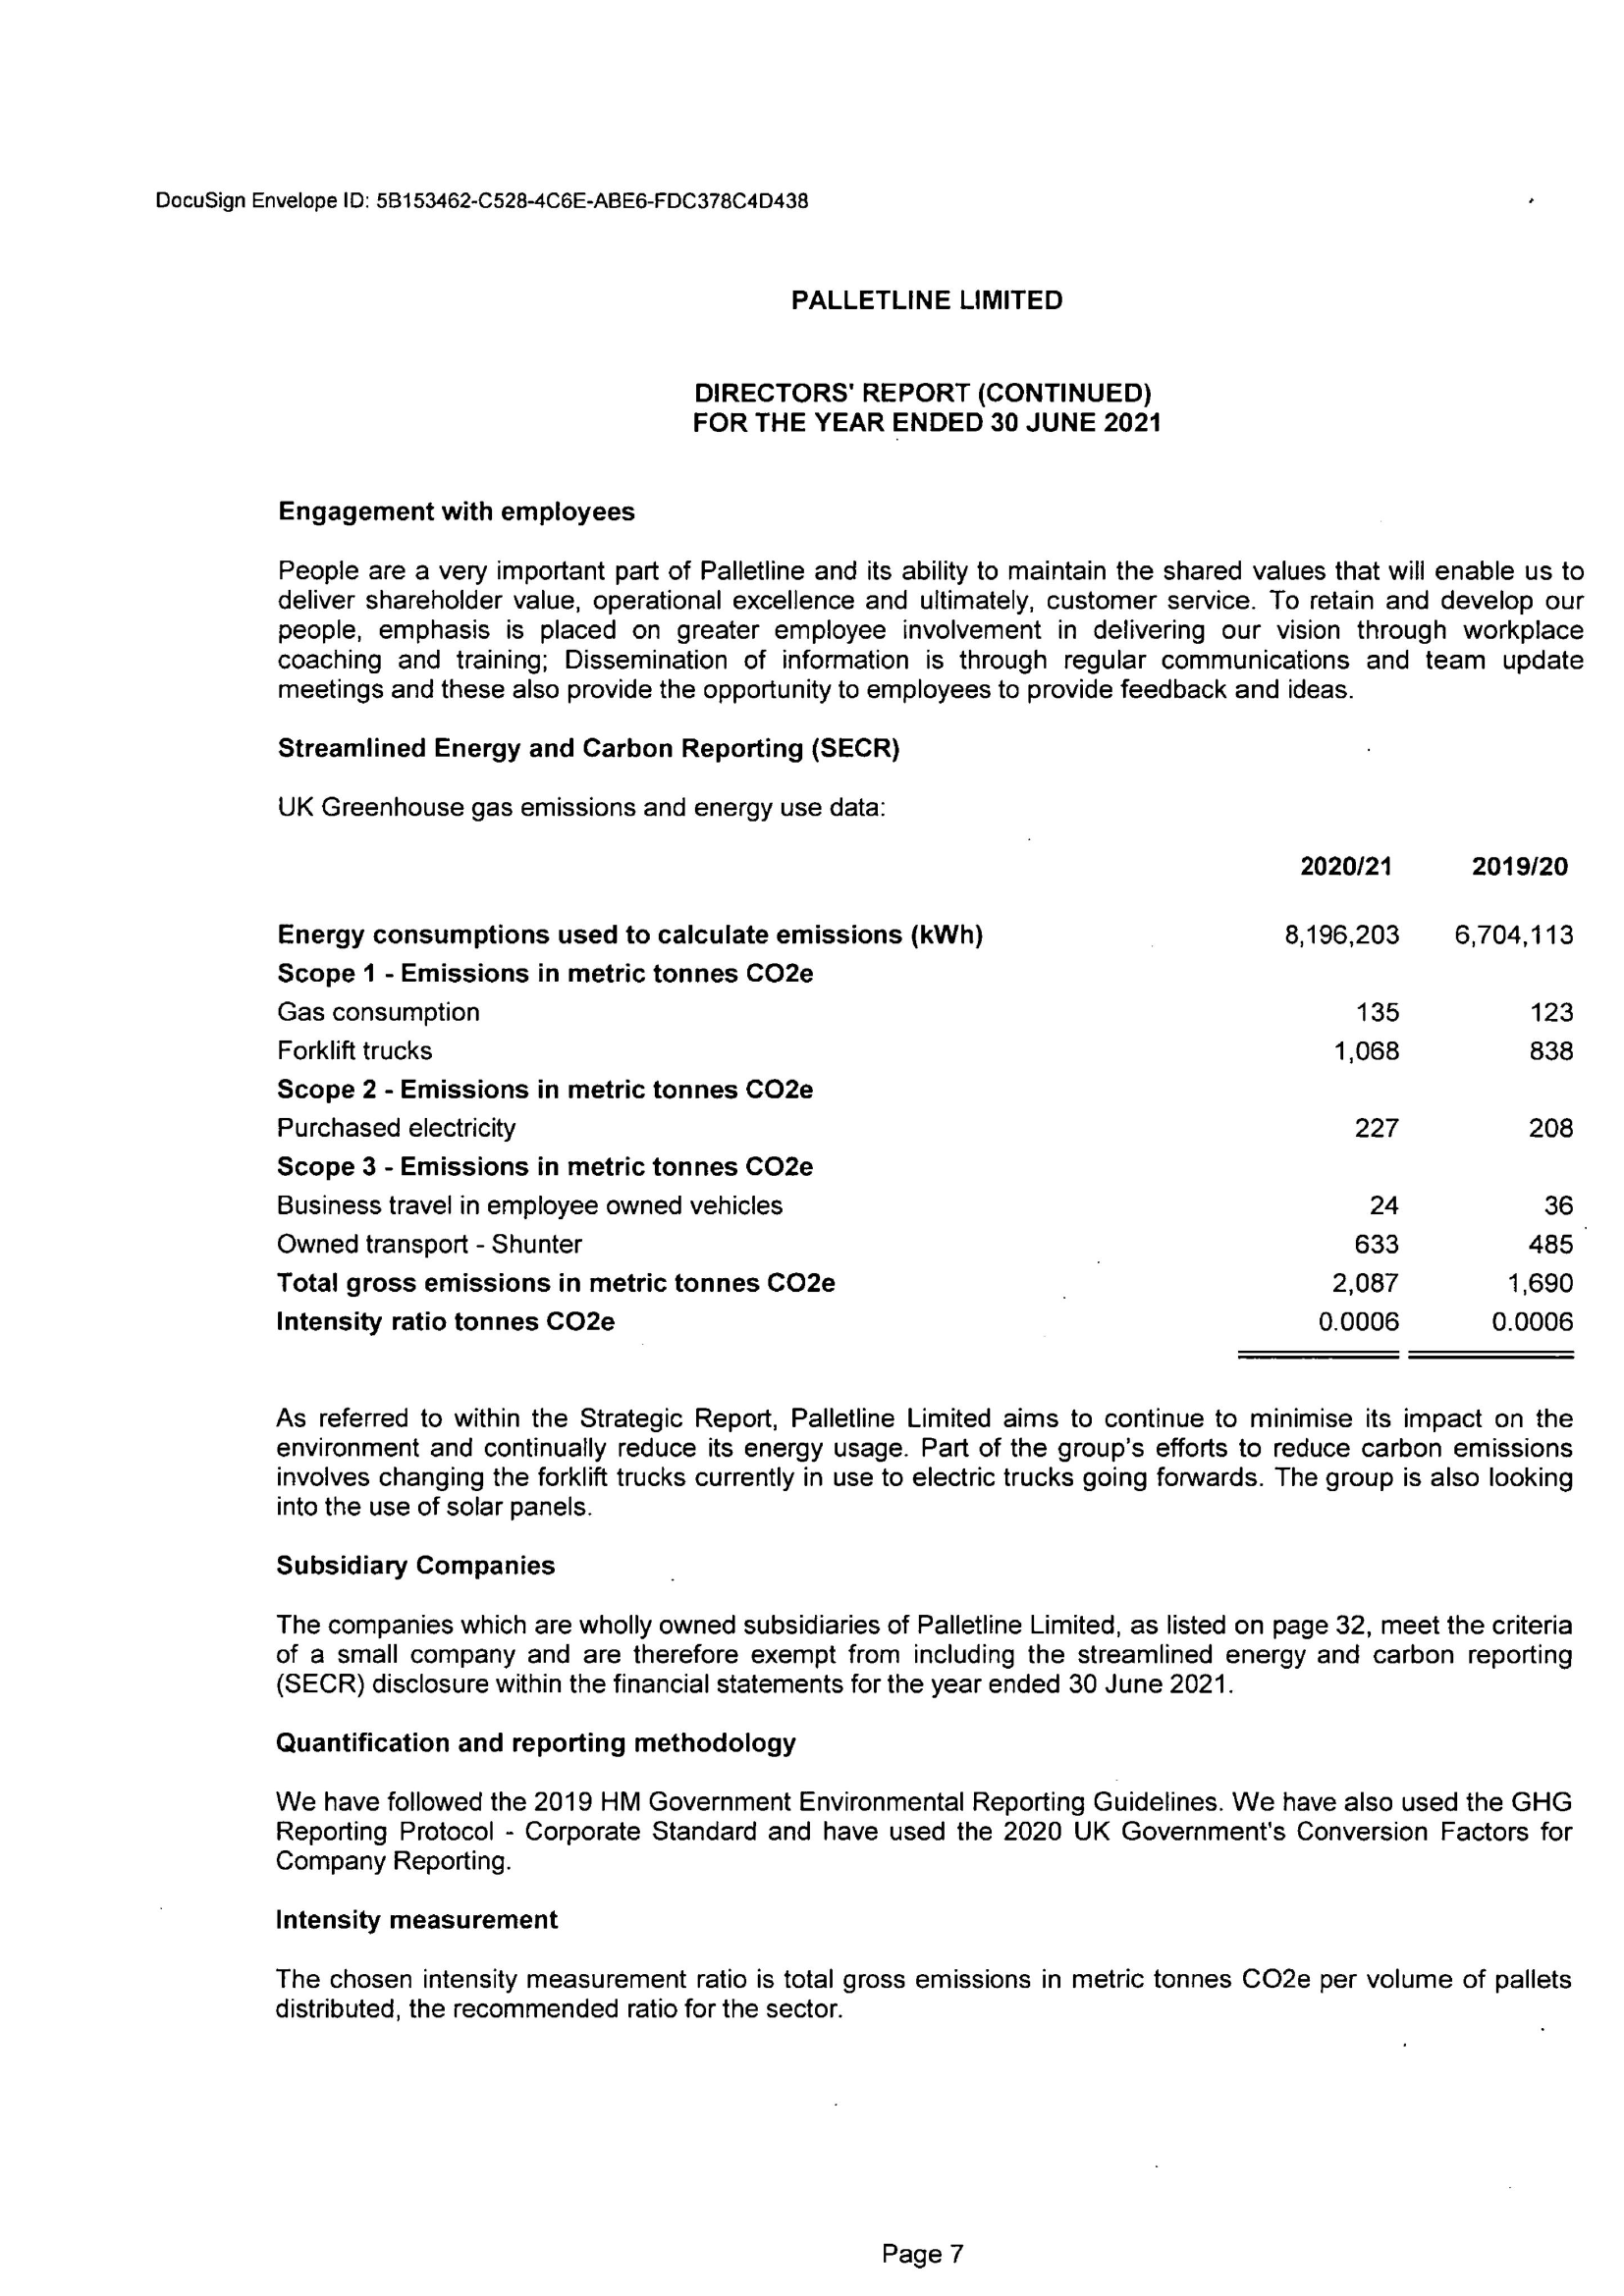 DocuSign Envelope ID: 5B153462-C528-4C6E-ABE6-FDC378C4D438
PALLETLINE LIMITED
DIRECTORS' REPORT (CONTINUED)
FOR THE YEAR ENDED 30 JUNE 2021
Engagement with employees
People are a very important part of Palletline and its ability to maintain the shared values that will enable us to
deliver shareholder value, operational excellence and ultimately, customer service. To retain and develop our
people, emphasis is placed on greater employee involvement in delivering our vision through workplace
coaching and training; Dissemination of information is through regular communications and team update
meetings and these also provide the opportunity to employees to provide feedback and ideas.
Streamlined Energy and Carbon Reporting (SECR)
UK Greenhouse gas emissions and energy use data:
2020/21 2019/20
Energy consumptions used to calculate emissions (kWh) 8,196,203 6,704,113
Scope 1 - Emissions in metric tonnes CO2e
Gas consumption 135 123
Forklift trucks 1,068 838
Scope 2 - Emissions in metric tonnes CO2e
Purchased electricity 227 208
Scope 3 - Emissions in metric tonnes CO2e
Business travel in employee owned vehicles 24 36
Owned transport - Shunter 633 485
Total gross emissions in metric tonnes CO2e 2,087 1,690
Intensity ratio tonnes CO2e 0.0006 0.0006
As referred to within the Strategic Report, Palletline Limited aims to continue to minimise its impact on the
environment and continually reduce its energy usage. Part of the group's efforts to reduce carbon emissions
involves changing the forklift trucks currently in use to electric trucks going forwards. The group is also looking
into the use of solar panels.
Subsidiary Companies
The companies which are wholly owned subsidiaries of Palletline Limited, as listed on page 32, meet the criteria
of a small company and are therefore exempt from including the streamlined energy and carbon reporting
(SECR) disclosure within the financial statements for the year ended 30 June 2021.
Quantification and reporting methodology
We have followed the 2019 HM Government Environmental Reporting Guidelines. We have also used the GHG
Reporting Protocol - Corporate Standard and have used the 2020 UK Government's Conversion Factors for
Company Reporting.
Intensity measurement
The chosen intensity measurement ratio is total gross emissions in metric tonnes CO2e per volume of pallets
distributed, the recommended ratio for the sector.
Page 7